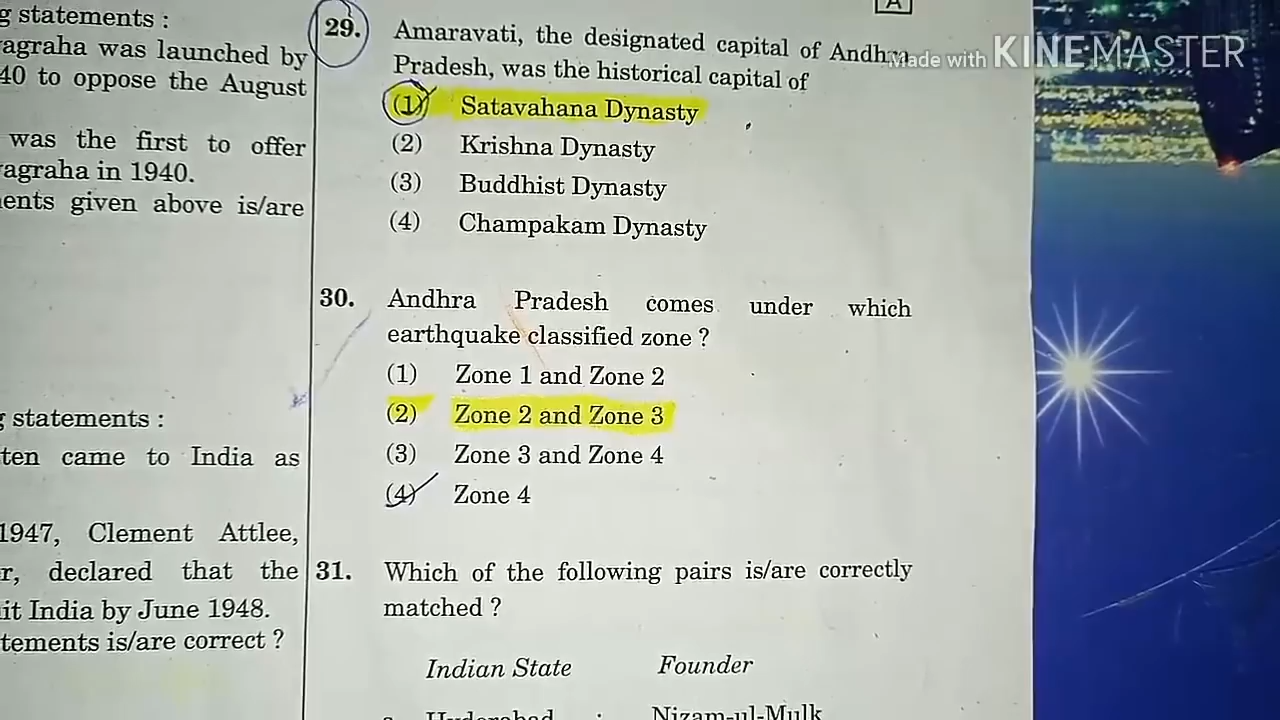 g statements :
agraha was launched by
40 to oppose the August
was the first to offer
agraha in 1940.
ents given above is/are
g statements :
ten came to India as
1947, Clement Attlee,
r, declared that the
it India by June 1948.
tements is/are correct ?
A
Made with KINEMASTER
29. Amaravati, the designated capital of Andhra
Pradesh, was the historical capital of
(1) Satavahana Dynasty
(2) Krishna Dynasty
(3) Buddhist Dynasty
(4) Champakam Dynasty
30. Andhra Pradesh comes under which
earthquake classified zone ?
(1) Zone 1 and Zone 2
(2) Zone 2 and Zone 3
(3) Zone 3 and Zone 4
(4) Zone 4
31. Which of the following pairs is/are correctly
matched ?
Indian State Founder
a. Hyderabad : Nizam-ul-Mulk